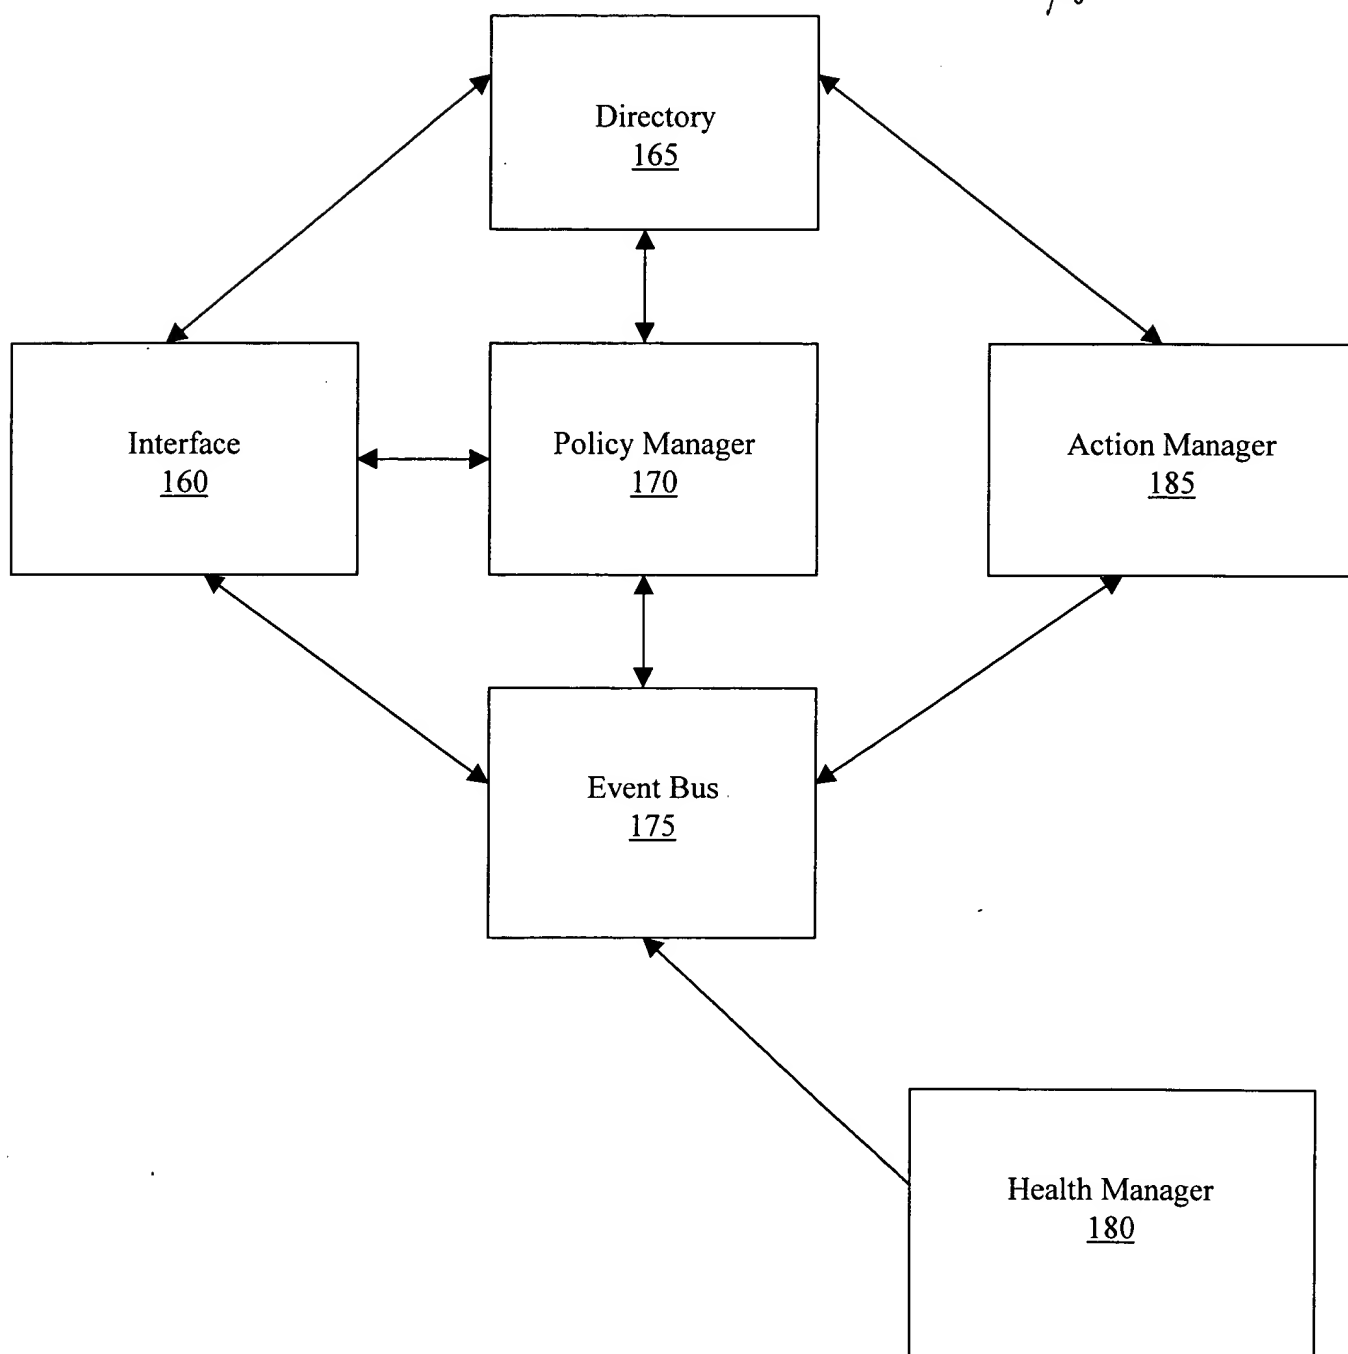 Directory
165
Interface
160
Policy Manager
170
Action Manager
185
Event Bus
175
Health Manager
180